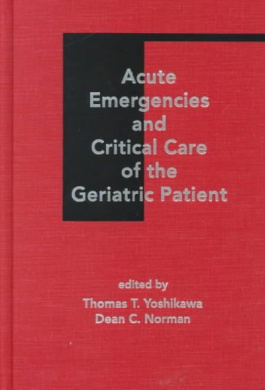 Acute
Emergencies
and
Critical Care
of the
Geriatric Patient
edited by
Thomas T. Yoshikawa
Dean C. Norman